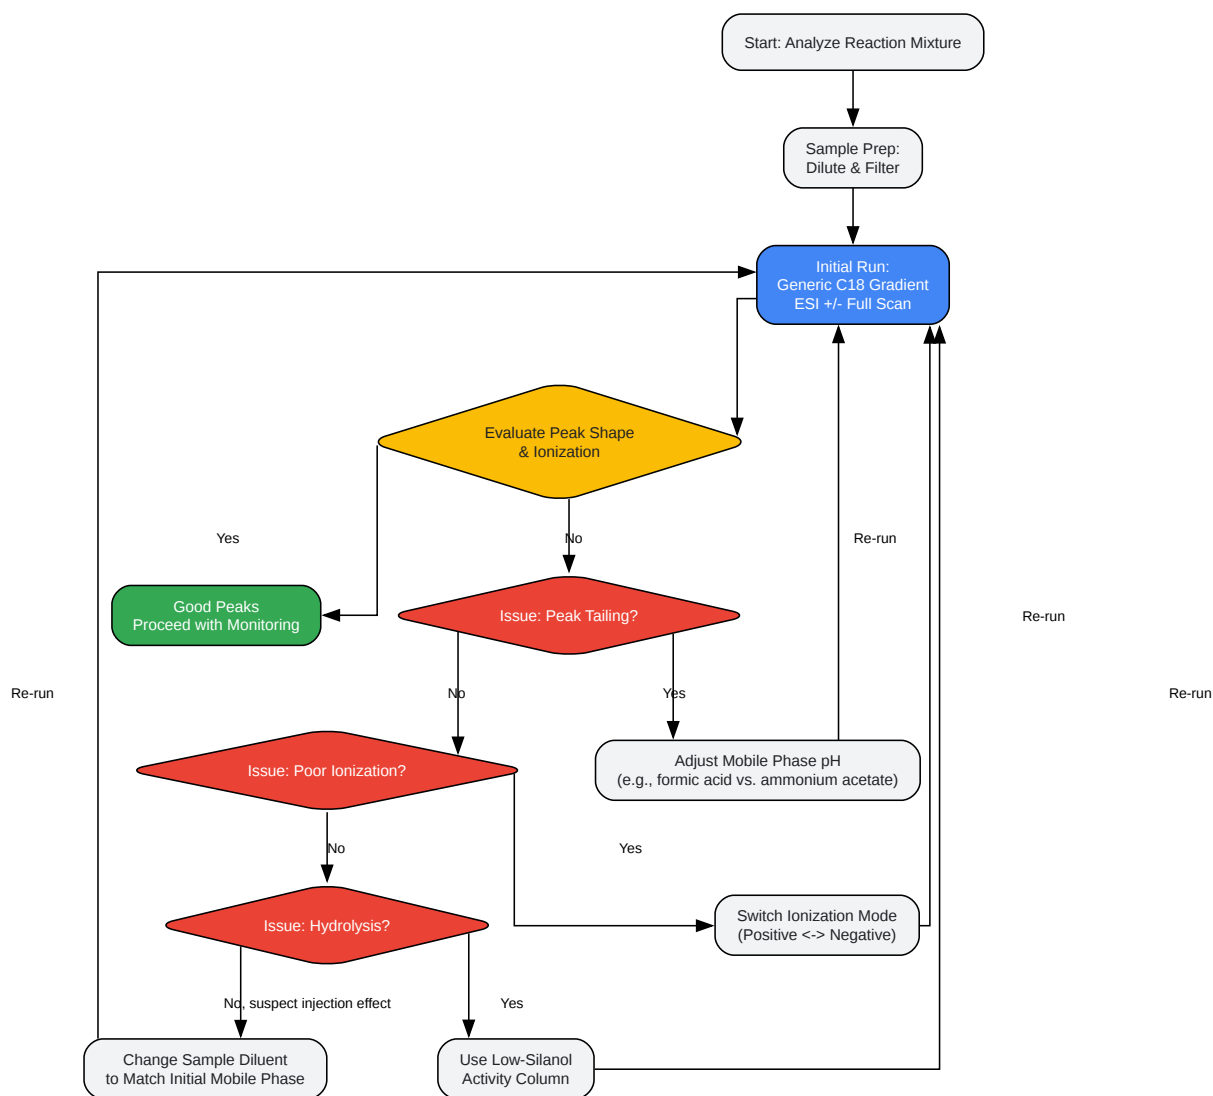 Start: Analyze Reaction Mixture
Sample Prep:
Dilute & Filter
Initial Run:
Generic C18 Gradient
ESI +/- Full Scan
Evaluate Peak Shape
& Ionization
Yes
No
Re-run
Good Peaks
Proceed with Monitoring
Issue: Peak Tailing?
Re-run
Re-run
No
Yes
Re-run
Issue: Poor Ionization?
Adjust Mobile Phase pH
(e.g., formic acid vs. ammonium acetate)
No
Yes
Issue: Hydrolysis?
Switch Ionization Mode
(Positive <-> Negative)
No, suspect injection effect
Yes
Change Sample Diluent
to Match Initial Mobile Phase
Use Low-Silanol
Activity Column